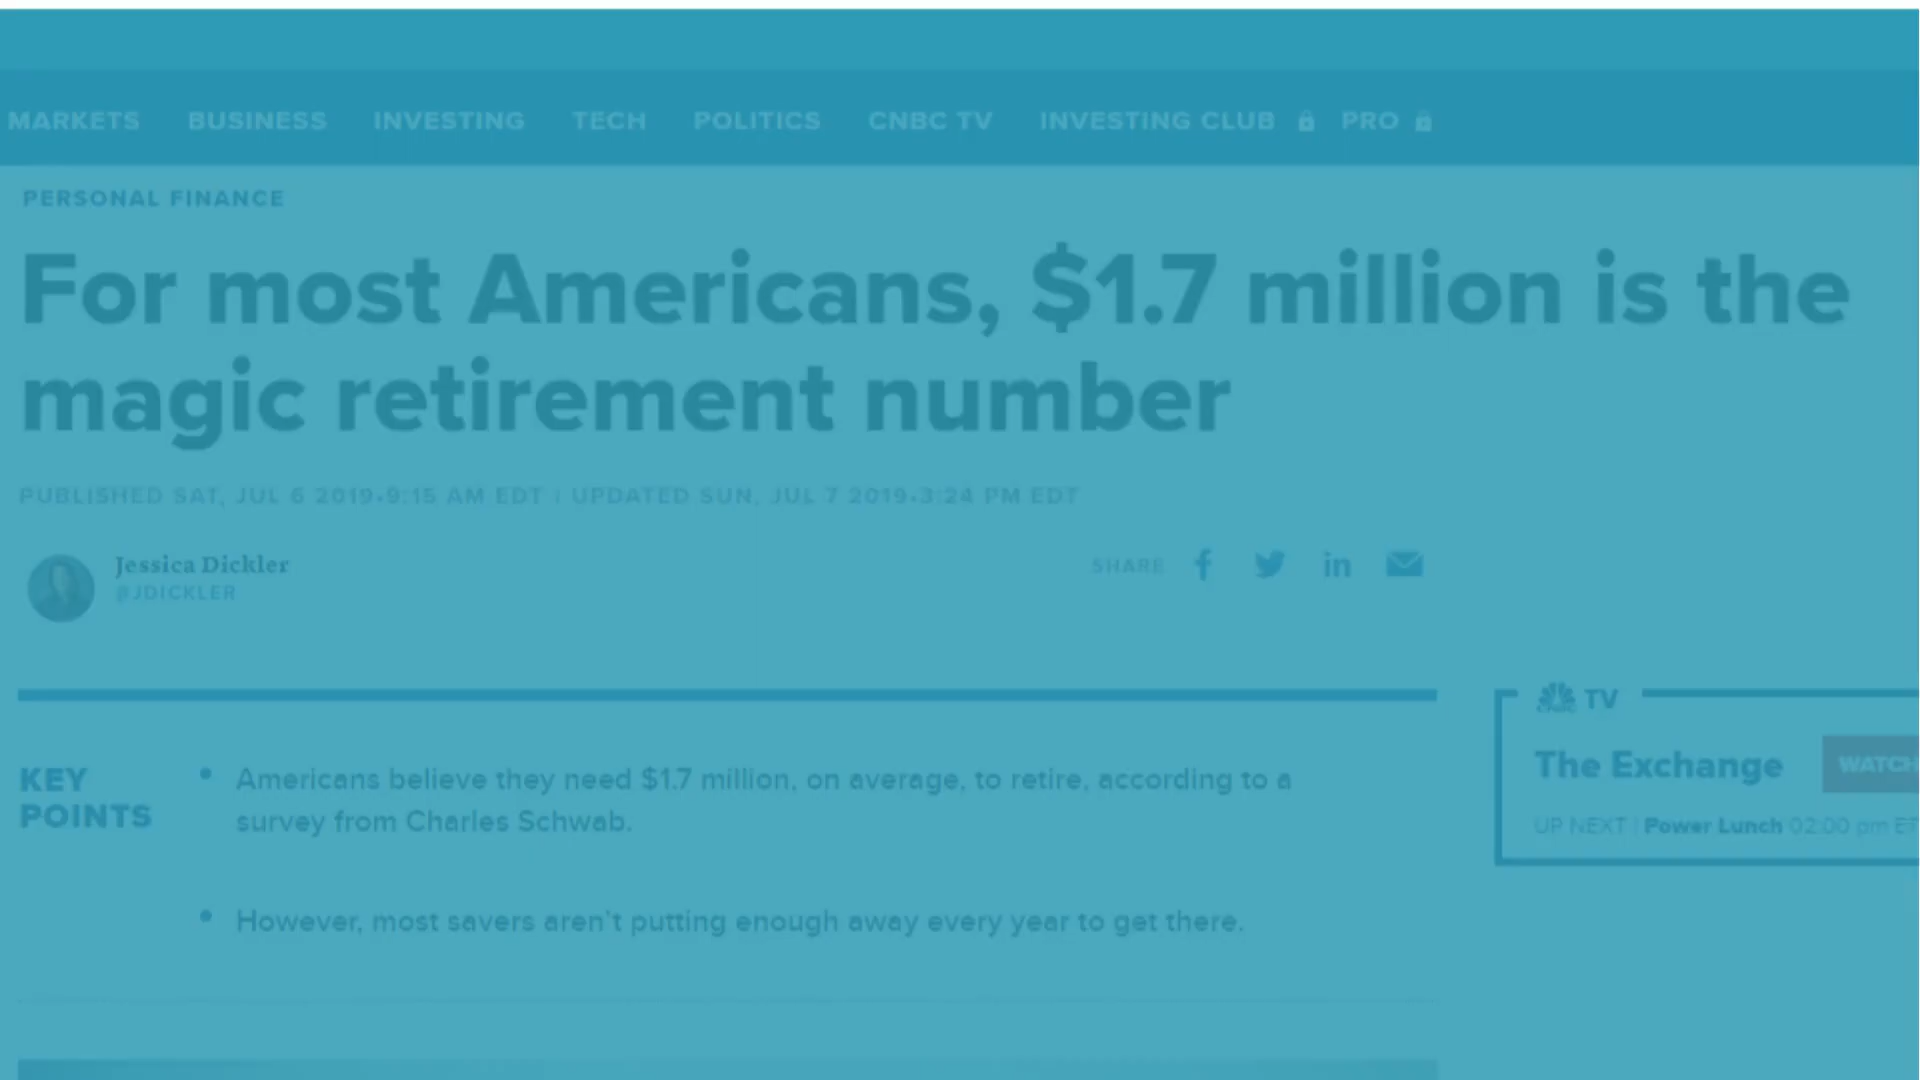 MARKETS BUSINESS INVESTING TECH POLITICS CNBC TV INVESTING CLUB PRO
PERSONAL FINANCE
For most Americans, $1.7 million is the
magic retirement number
PUBLISHED SAT, JUL 6 2019•9:15 AM EDT | UPDATED SUN, JUL 7 2019•3:24 PM EDT
Jessica Dickler
@JDICKLER
SHARE
KEY
POINTS
• Americans believe they need $1.7 million, on average, to retire, according to a
survey from Charles Schwab.
• However, most savers aren't putting enough away every year to get there.
CNBC TV
The Exchange
WATCH
UP NEXT | Power Lunch 02:00 pm ET